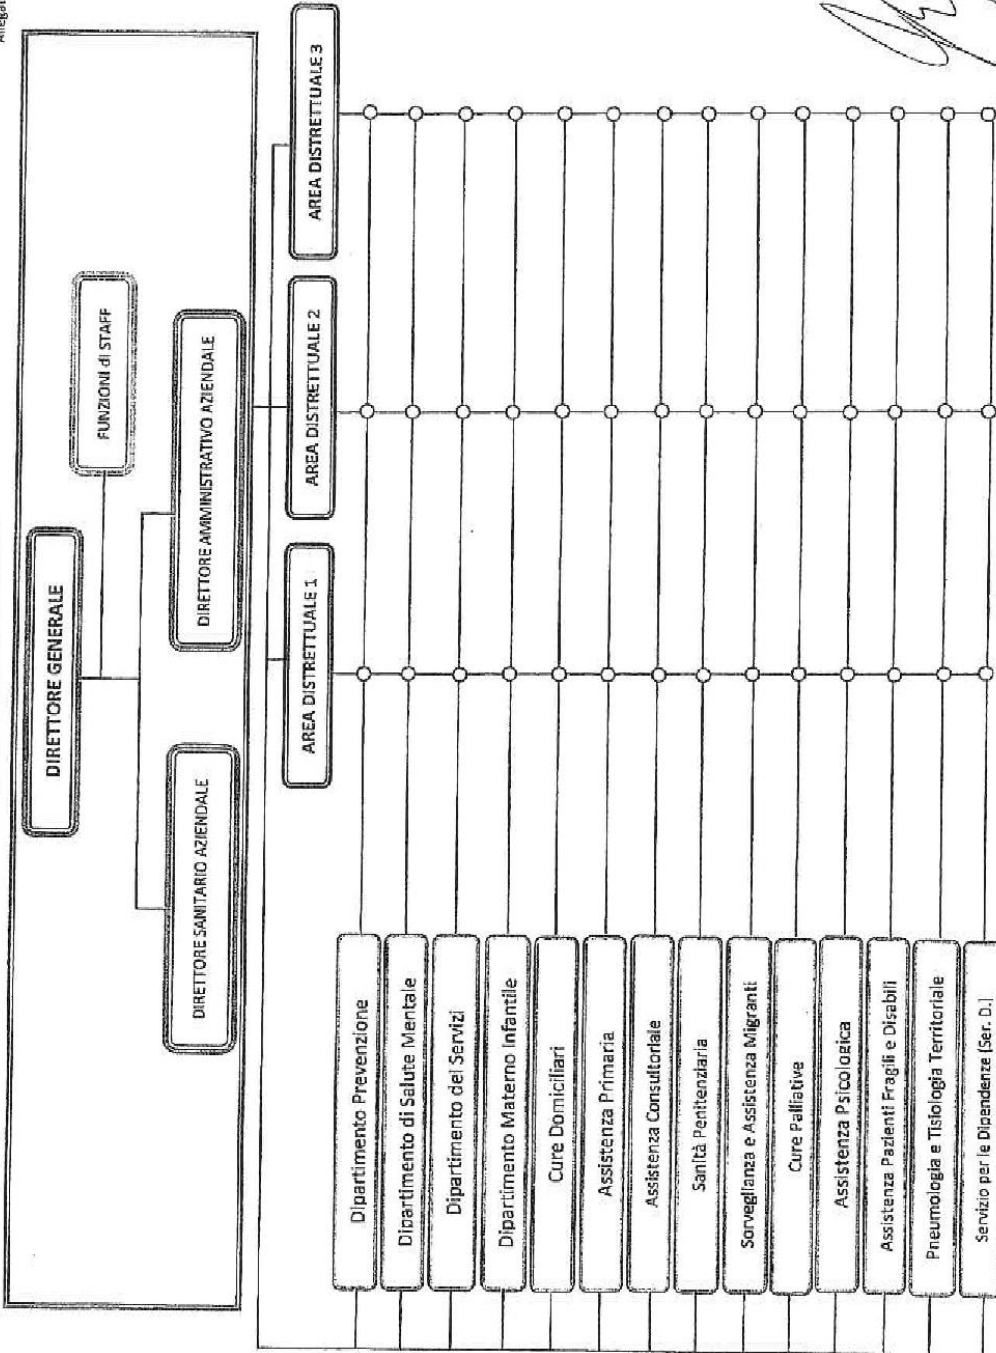 DIRETTORE GENERALE
FUNZIONI di STAFF
DIRETTORE SANITARIO AZIENDALE
DIRETTORE AMMINISTRATIVO AZIENDALE
AREA DISTRETTUALE 1
AREA DISTRETTUALE 2
AREA DISTRETTUALE 3
Dipartimento Prevenzione
Dipartimento di Salute Mentale
Dipartimento dei Servizi
Dipartimento Materno Infantile
Cure Domiciliari
Assistenza Primaria
Assistenza Consultoriale
Sanità Penitenziaria
Sorveglianza e Assistenza Migranti
Cure Palliative
Assistenza Psicologica
Assistenza Pazienti Fragili e Disabili
Pneumologia e Tisiologia Territoriale
Servizio per le Dipendenze (Ser. D.)